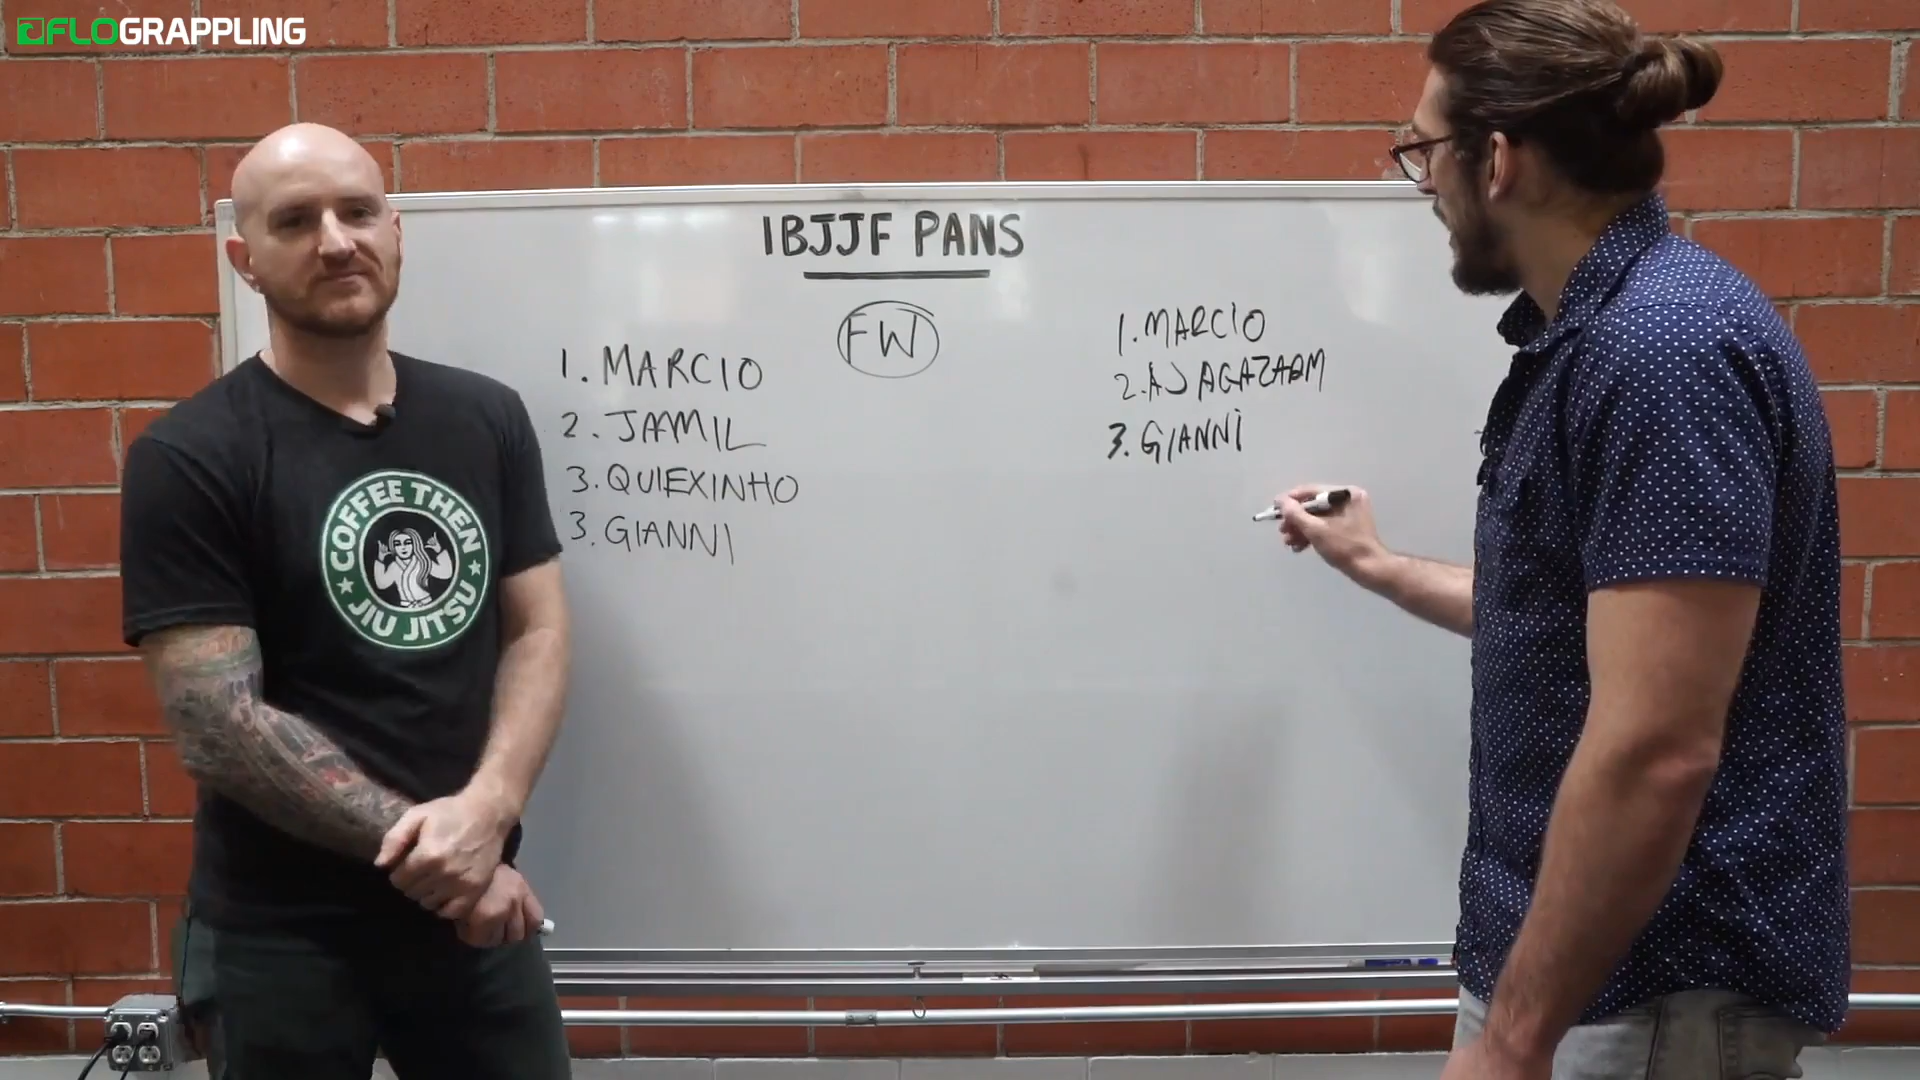 FLOGRAPPLING
IBJJF PANS
FW
1. MARCIO
2. JAMIL
3. QUIEXINHO
3. GIANNI
1. MARCIO
2. AJ AGAZARM
3. GIANNI
COFFEE THEN
JIU JITSU